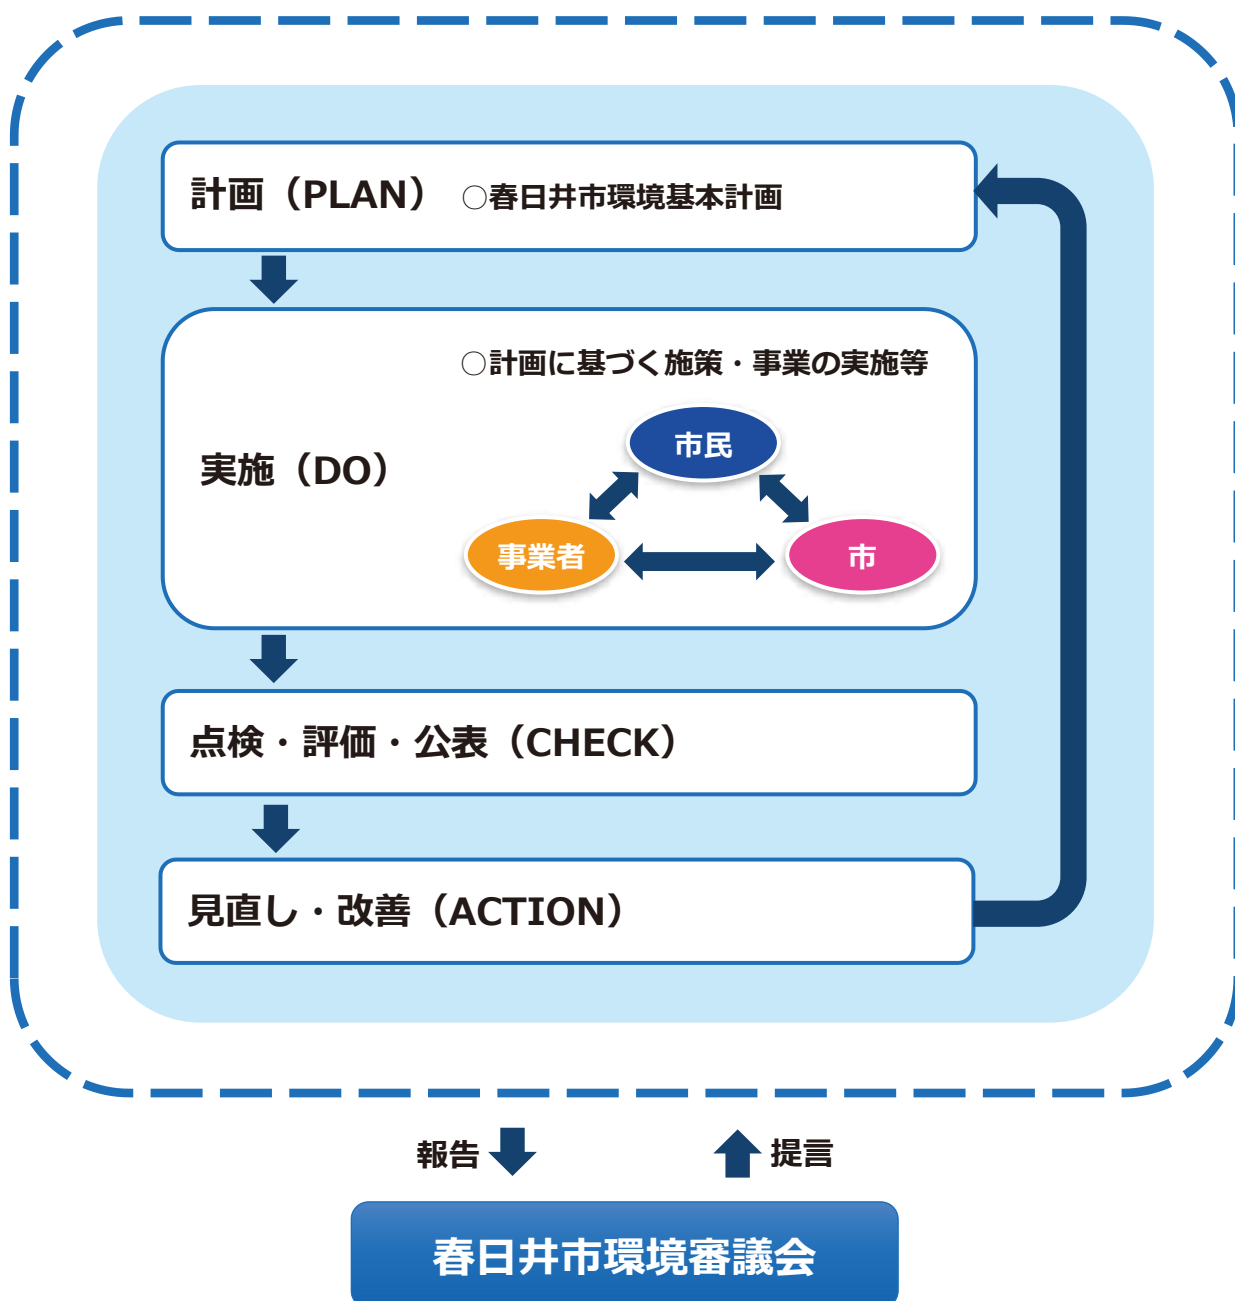 計画（PLAN） ○春日井市環境基本計画
○計画に基づく施策・事業の実施等
実施（DO）
市民
事業者
市
点検・評価・公表（CHECK）
見直し・改善（ACTION）
報告
提言
春日井市環境審議会